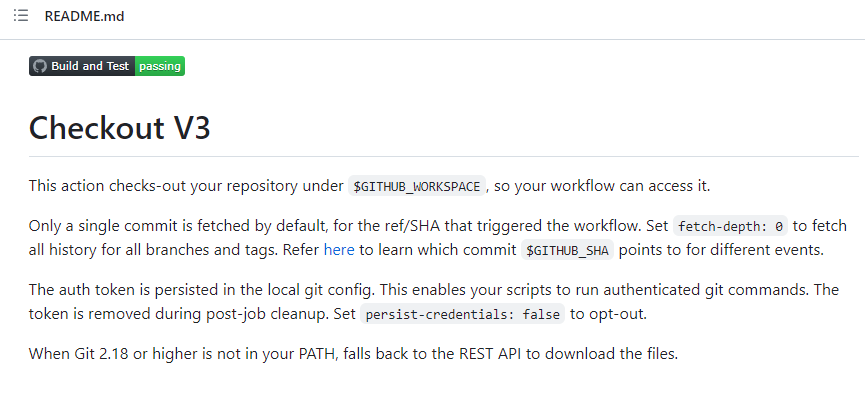 README.md
Build and Test passing
Checkout V3
This action checks-out your repository under $GITHUB_WORKSPACE, so your workflow can access it.
Only a single commit is fetched by default, for the ref/SHA that triggered the workflow. Set fetch-depth: 0 to fetch
all history for all branches and tags. Refer here to learn which commit $GITHUB_SHA points to for different events.
The auth token is persisted in the local git config. This enables your scripts to run authenticated git commands. The
token is removed during post-job cleanup. Set persist-credentials: false to opt-out.
When Git 2.18 or higher is not in your PATH, falls back to the REST API to download the files.